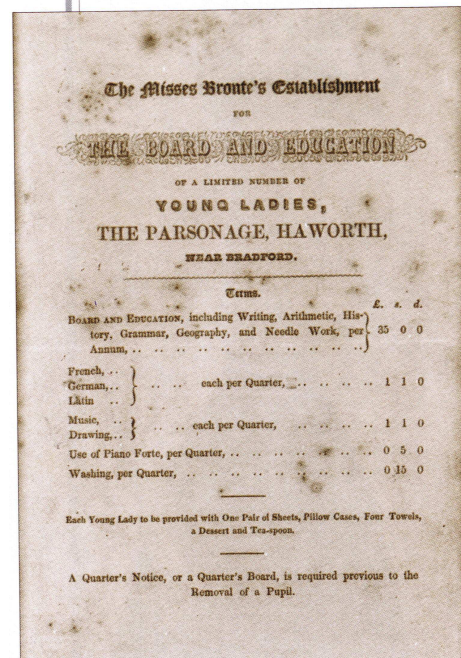 The Misses Bronte's Establishment
FOR
THE BOARD AND EDUCATION
OF A LIMITED NUMBER OF
YOUNG LADIES,
THE PARSONAGE, HAWORTH,
NEAR BRADFORD.
Terms.
£. s. d.
BOARD AND EDUCATION, including Writing, Arithmetic, His-
tory, Grammar, Geography, and Needle Work, per } 35 0 0
Annum, .. .. .. .. .. .. .. .. .. .. ..
French, ..
German, .. } .. .. each per Quarter, .. .. .. .. .. 1 1 0
Latin
Music, ..
Drawing, .. } .. .. each per Quarter, .. .. .. .. .. 1 1 0
Use of Piano Forte, per Quarter, .. .. .. .. .. .. .. 0 5 0
Washing, per Quarter, .. .. .. .. .. .. .. .. .. 0 15 0
Each Young Lady to be provided with One Pair of Sheets, Pillow Cases, Four Towels,
a Dessert and Tea-spoon.
A Quarter's Notice, or a Quarter's Board, is required previous to the
Removal of a Pupil.